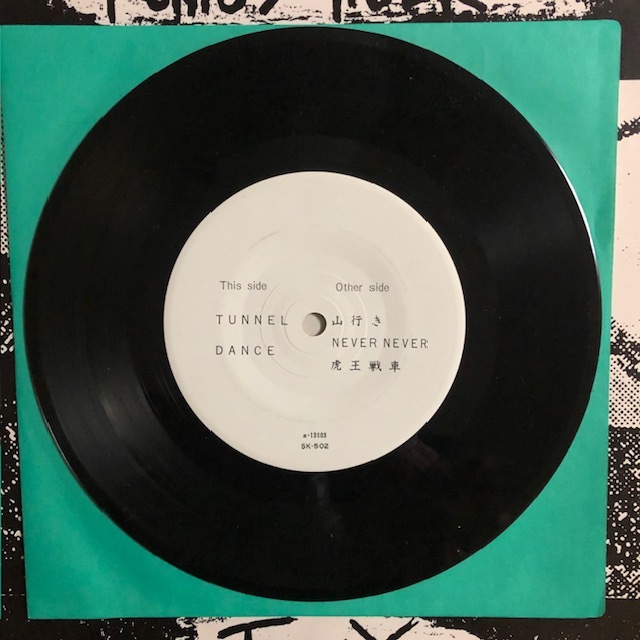 This side
Other side
TUNNEL
DANCE
山行き
NEVER NEVER
虎王戦車
a-13103
SK-502